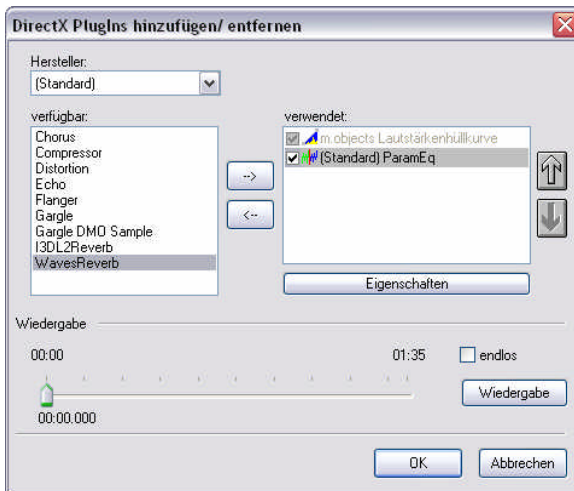 DirectX PlugIns hinzufügen/ entfernen
Hersteller:
(Standard)
verfügbar:
Chorus
Compressor
Distortion
Echo
Flanger
Gargle
Gargle DMO Sample
I3DL2Reverb
WavesReverb
-->
<--
verwendet:
m.objects Lautstärkenhüllkurve
(Standard) ParamEq
Eigenschaften
Wiedergabe
00:00
01:35
endlos
00:00.000
Wiedergabe
OK
Abbrechen